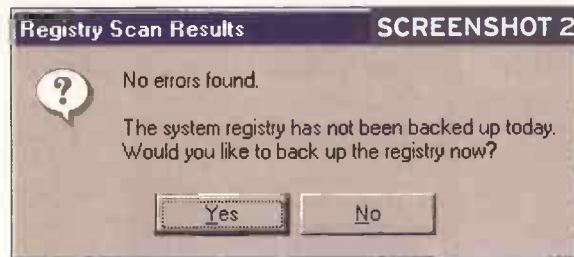 Registry Scan Results SCREENSHOT 2
?
No errors found.
The system registry has not been backed up today.
Would you like to back up the registry now?
Yes No